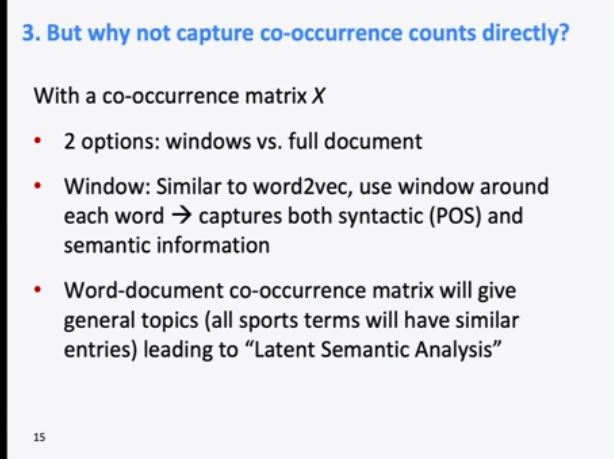 3. But why not capture co-occurrence counts directly?
With a co-occurrence matrix X
• 2 options: windows vs. full document
• Window: Similar to word2vec, use window around
each word → captures both syntactic (POS) and
semantic information
• Word-document co-occurrence matrix will give
general topics (all sports terms will have similar
entries) leading to “Latent Semantic Analysis”
15